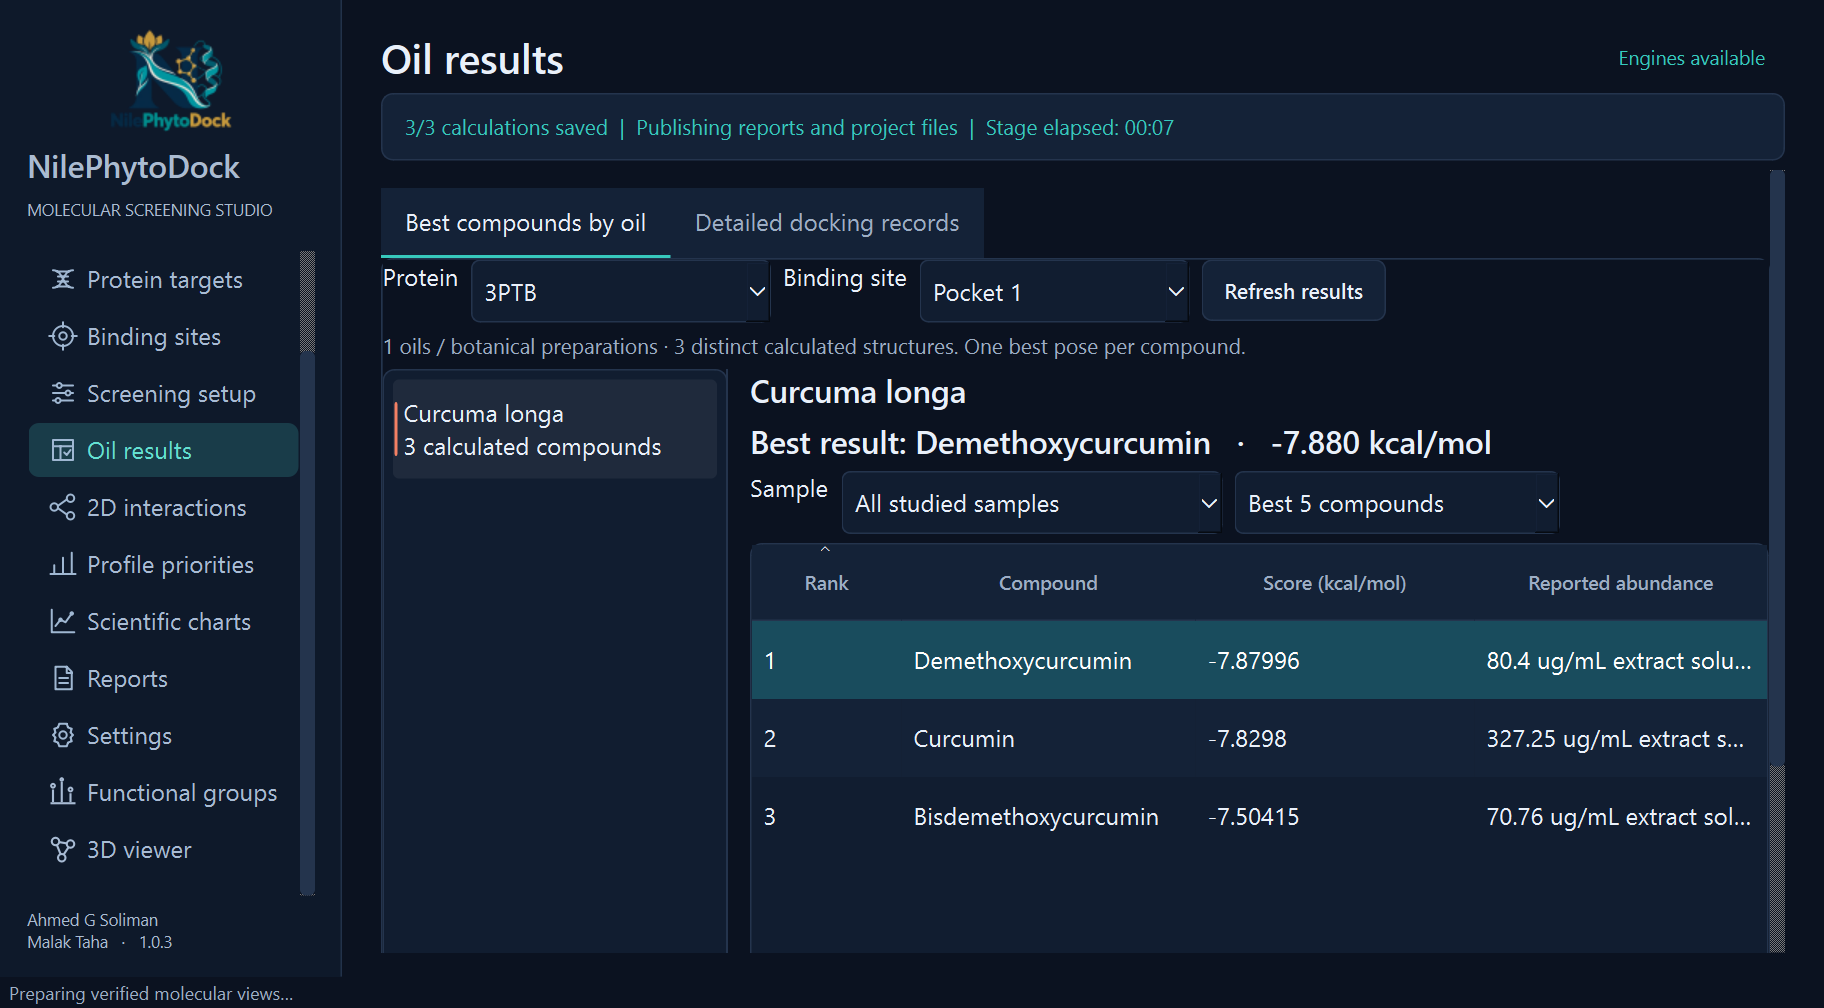 NilePhytoDock
NilePhytoDock
MOLECULAR SCREENING STUDIO
Protein targets
Binding sites
Screening setup
Oil results
2D interactions
Profile priorities
Scientific charts
Reports
Settings
Functional groups
3D viewer
Ahmed G Soliman
Malak Taha · 1.0.3
Preparing verified molecular views...
Oil results
Engines available
3/3 calculations saved | Publishing reports and project files | Stage elapsed: 00:07
Best compounds by oil Detailed docking records
Protein 3PTB Binding site Pocket 1 Refresh results
1 oils / botanical preparations · 3 distinct calculated structures. One best pose per compound.
Curcuma longa
3 calculated compounds
Curcuma longa
Best result: Demethoxycurcumin · -7.880 kcal/mol
Sample All studied samples Best 5 compounds
Rank Compound Score (kcal/mol) Reported abundance
1 Demethoxycurcumin -7.87996 80.4 ug/mL extract solu...
2 Curcumin -7.8298 327.25 ug/mL extract s...
3 Bisdemethoxycurcumin -7.50415 70.76 ug/mL extract sol...